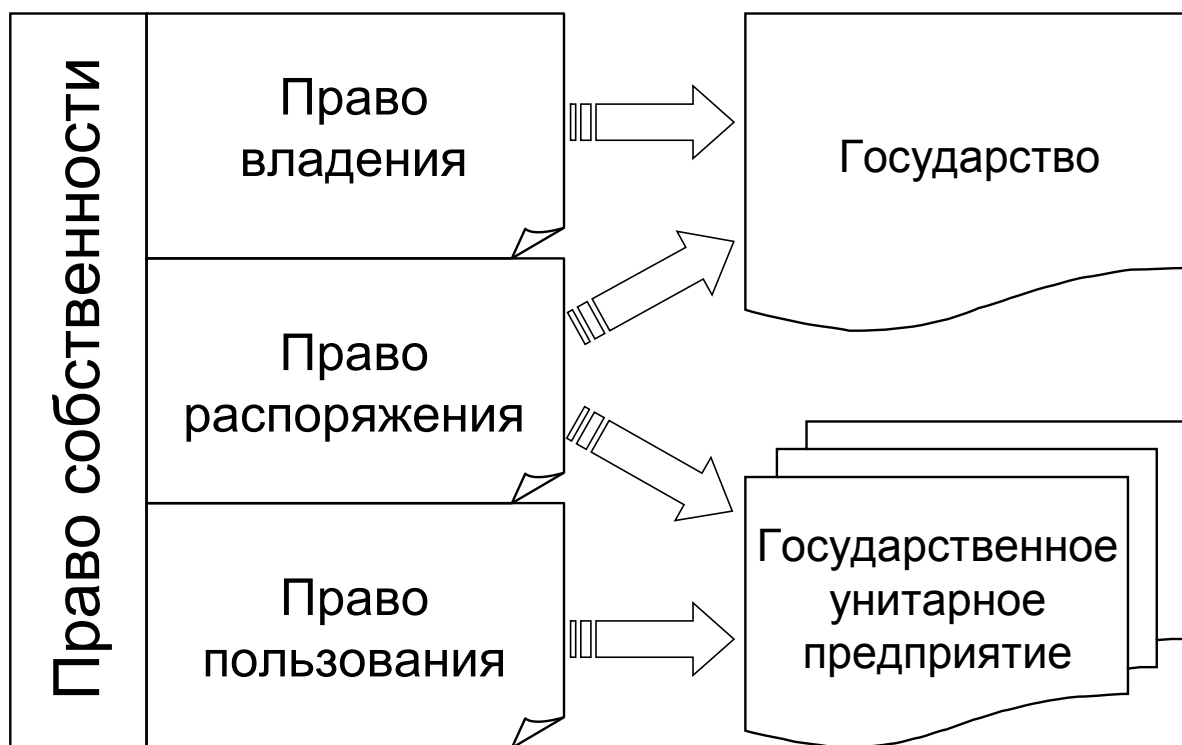 Право собственности
Право
владения
Государство
Право
распоряжения
Право
пользования
Государственное
унитарное
предприятие